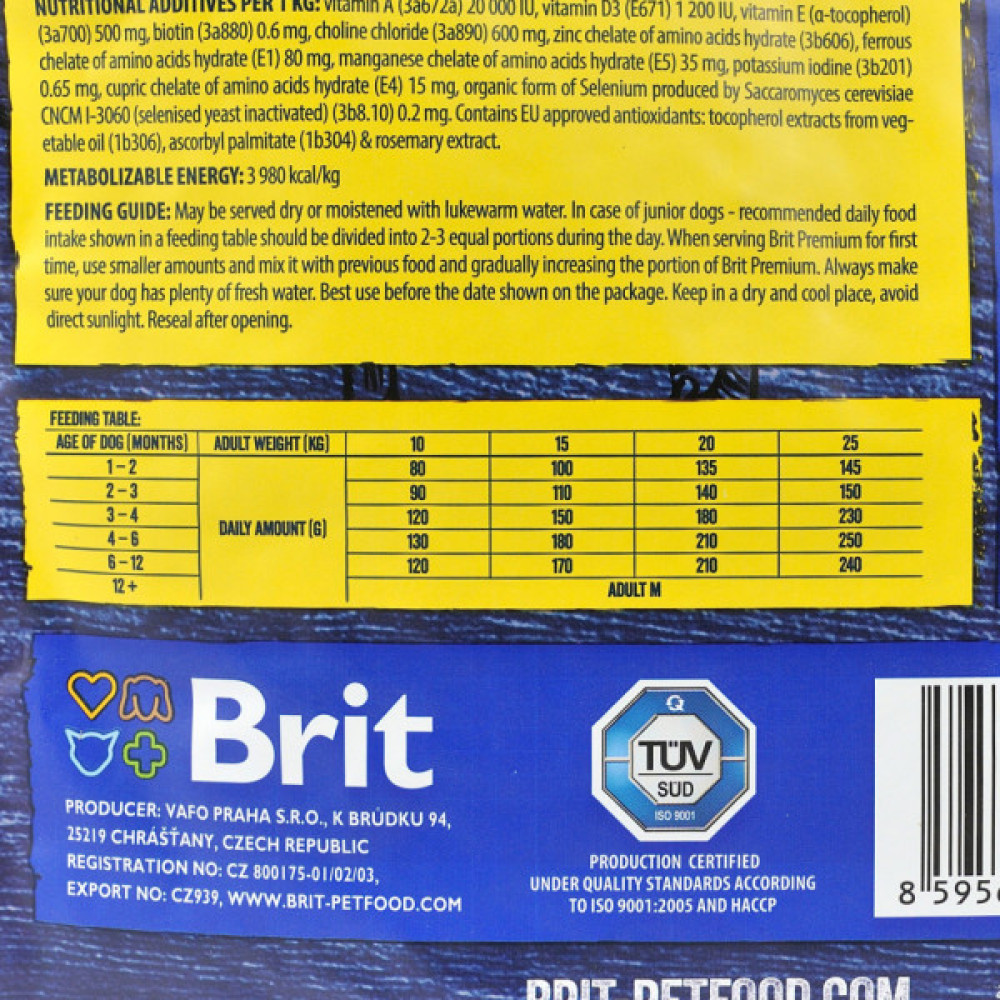 NUTRITIONAL ADDITIVES PER 1 KG: vitamin A (3a672a) 20 000 IU, vitamin D3 (E671) 1 200 IU, vitamin E (α-tocopherol)
(3a700) 500 mg, biotin (3a880) 0.6 mg, choline chloride (3a890) 600 mg, zinc chelate of amino acids hydrate (3b606), ferrous
chelate of amino acids hydrate (E1) 80 mg, manganese chelate of amino acids hydrate (E5) 35 mg, potassium iodine (3b201)
0.65 mg, cupric chelate of amino acids hydrate (E4) 15 mg, organic form of Selenium produced by Saccaromyces cerevisiae
CNCM I-3060 (selenised yeast inactivated) (3b8.10) 0.2 mg. Contains EU approved antioxidants: tocopherol extracts from veg-
etable oil (1b306), ascorbyl palmitate (1b304) & rosemary extract.
METABOLIZABLE ENERGY: 3 980 kcal/kg
FEEDING GUIDE: May be served dry or moistened with lukewarm water. In case of junior dogs - recommended daily food
intake shown in a feeding table should be divided into 2-3 equal portions during the day. When serving Brit Premium for first
time, use smaller amounts and mix it with previous food and gradually increasing the portion of Brit Premium. Always make
sure your dog has plenty of fresh water. Best use before the date shown on the package. Keep in a dry and cool place, avoid
direct sunlight. Reseal after opening.
FEEDING TABLE:
AGE OF DOG (MONTHS) ADULT WEIGHT (KG) 10 15 20 25
1-2 80 100 135 145
2-3 90 110 140 150
3-4 120 150 180 230
DAILY AMOUNT (G)
4-6 130 180 210 250
6-12 120 170 210 240
12+ ADULT M
Brit
PRODUCER: VAFO PRAHA S.R.O., K BRŮDKU 94,
25219 CHRÁŠŤANY, CZECH REPUBLIC
REGISTRATION NO: CZ 800175-01/02/03,
EXPORT NO: CZ939, WWW.BRIT-PETFOOD.COM
TÜV
SÜD
ISO 9001
PRODUCTION CERTIFIED
UNDER QUALITY STANDARDS ACCORDING
TO ISO 9001:2005 AND HACCP
8 595
BRIT-PETFOOD.COM